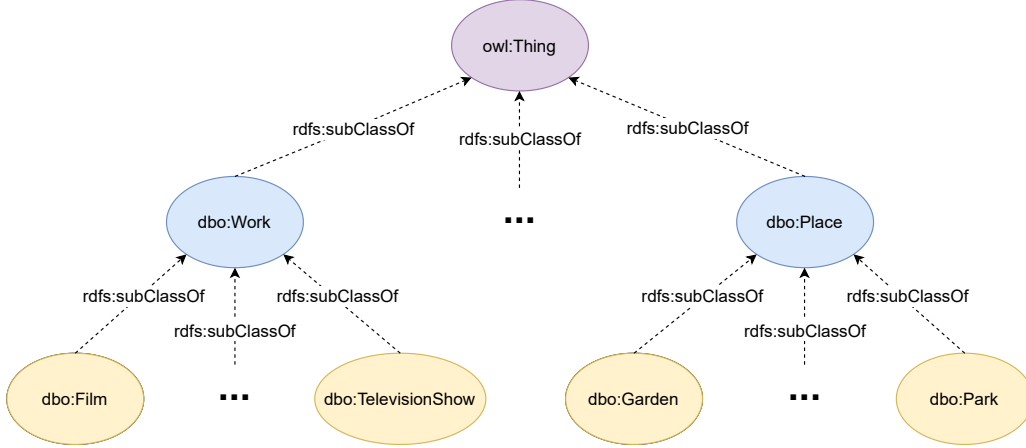 owl:Thing
rdfs:subClassOf
rdfs:subClassOf
rdfs:subClassOf
dbo:Work
...
dbo:Place
rdfs:subClassOf
rdfs:subClassOf
rdfs:subClassOf
rdfs:subClassOf
rdfs:subClassOf
rdfs:subClassOf
dbo:Film
...
dbo:TelevisionShow
dbo:Garden
...
dbo:Park